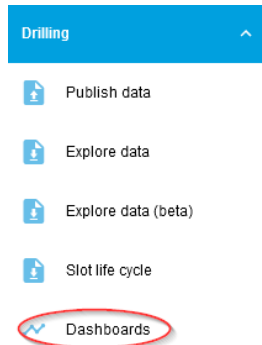 Drilling
Publish data
Explore data
Explore data (beta)
Slot life cycle
Dashboards